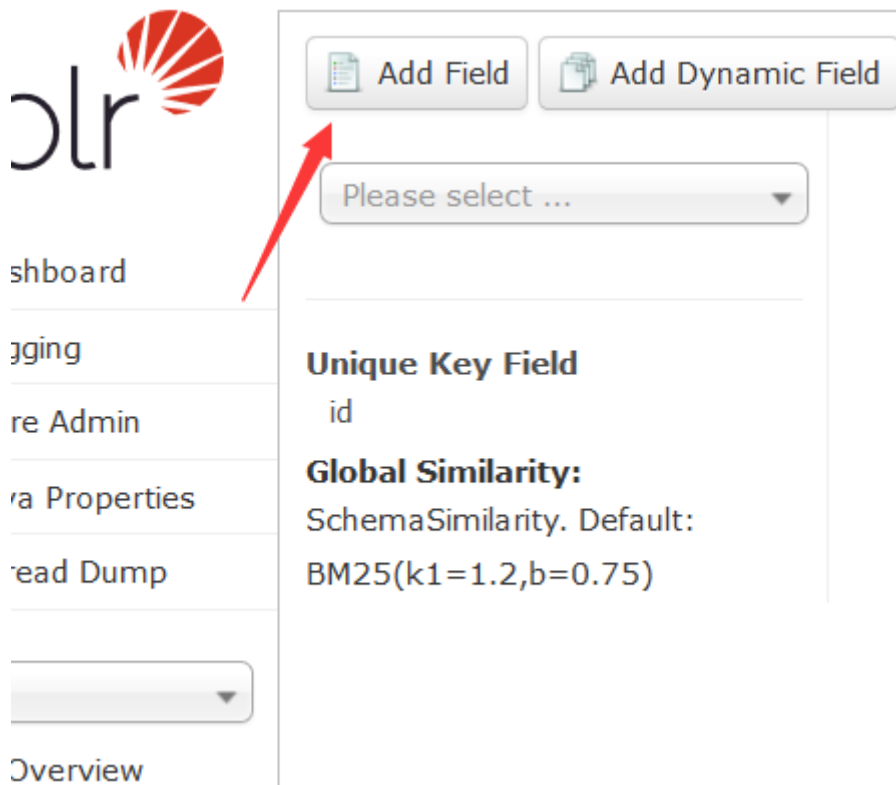 Add Field
Add Dynamic Field
olr
Please select ...
shboard
gging
re Admin
va Properties
read Dump
Overview
Unique Key Field
id
Global Similarity:
SchemaSimilarity. Default:
BM25(k1=1.2,b=0.75)